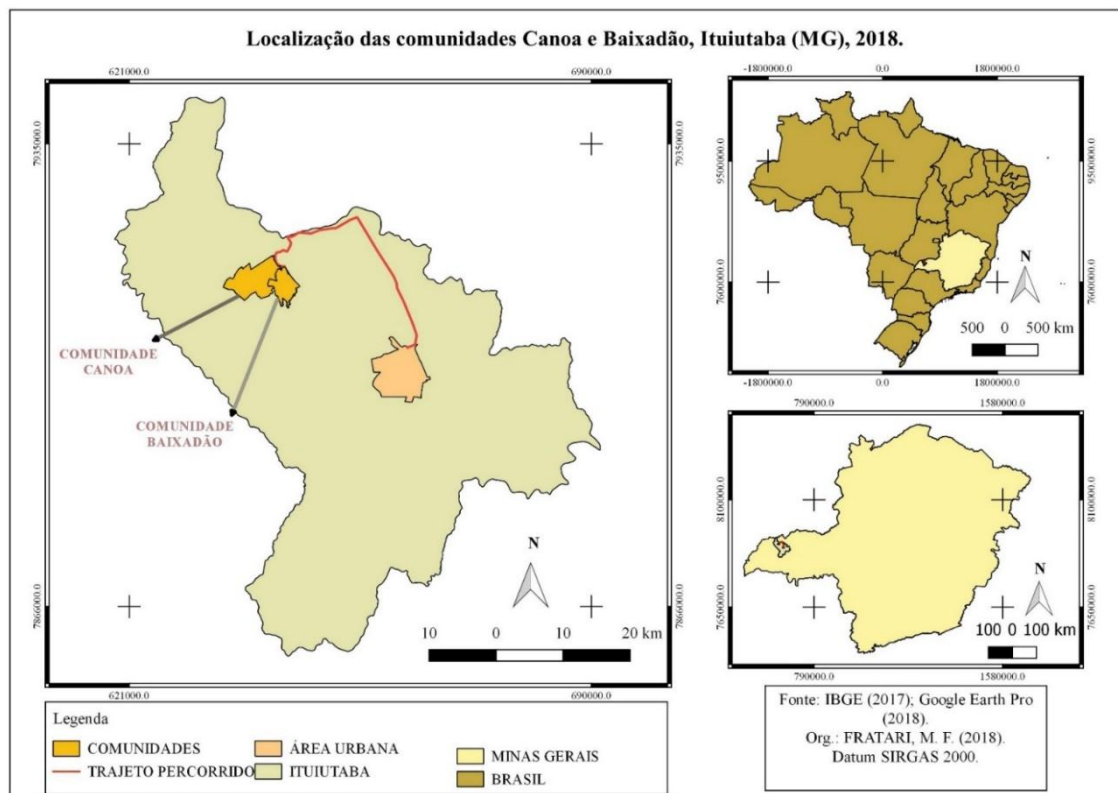 Localização das comunidades Canoa e Baixadão, Ituiutaba (MG), 2018.
621000.0
690000.0
7935000.0
7935000.0
COMUNIDADE
CANOA
COMUNIDADE
BAIXADÃO
N
7866000.0
7866000.0
10 0 10 20 km
621000.0
690000.0
-1800000.0
0.0
1800000.0
9500000.0
9500000.0
N
7600000.0
7600000.0
500 0 500 km
-1800000.0
0.0
1800000.0
790000.0
1580000.0
8100000.0
8100000.0
N
7650000.0
7650000.0
100 0 100 km
790000.0
1580000.0
Legenda
COMUNIDADES
ÁREA URBANA
MINAS GERAIS
TRAJETO PERCORRIDO
ITUIUTABA
BRASIL
Fonte: IBGE (2017); Google Earth Pro
(2018).
Org.: FRATARI, M. F. (2018).
Datum SIRGAS 2000.